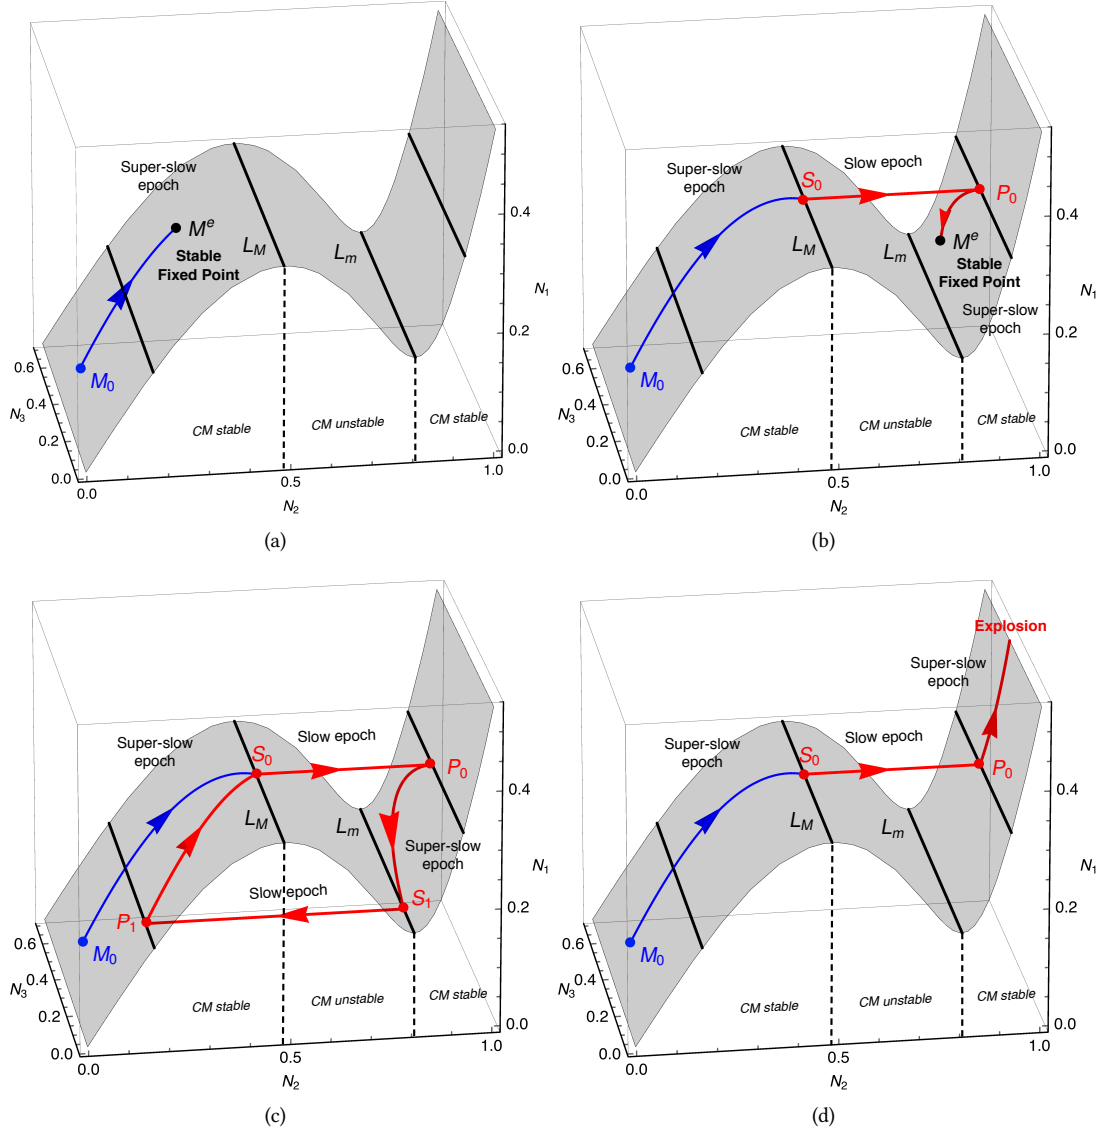 Super-slow
epoch
M^e
Stable
Fixed Point
L_M
L_m
M_0
0.4
N_1
0.2
0.0
0.6
0.4
N_3
0.2
0.0
CM stable
CM unstable
CM stable
0.0
0.5
1.0
N_2
(a)
Super-slow
epoch
Slow epoch
S_0
P_0
L_M
L_m
M^e
Stable
Fixed Point
Super-slow
epoch
M_0
0.4
N_1
0.2
0.0
0.6
0.4
N_3
0.2
0.0
CM stable
CM unstable
CM stable
0.0
0.5
1.0
N_2
(b)
Super-slow
epoch
Slow epoch
S_0
P_0
L_M
L_m
Super-slow
epoch
Slow epoch
S_1
P_1
M_0
0.4
N_1
0.2
0.0
0.6
0.4
N_3
0.2
0.0
CM stable
CM unstable
CM stable
0.0
0.5
1.0
N_2
(c)
Explosion
Super-slow
epoch
Super-slow
epoch
Slow epoch
S_0
P_0
L_M
L_m
M_0
0.4
N_1
0.2
0.0
0.6
0.4
N_3
0.2
0.0
CM stable
CM unstable
CM stable
0.0
0.5
1.0
N_2
(d)